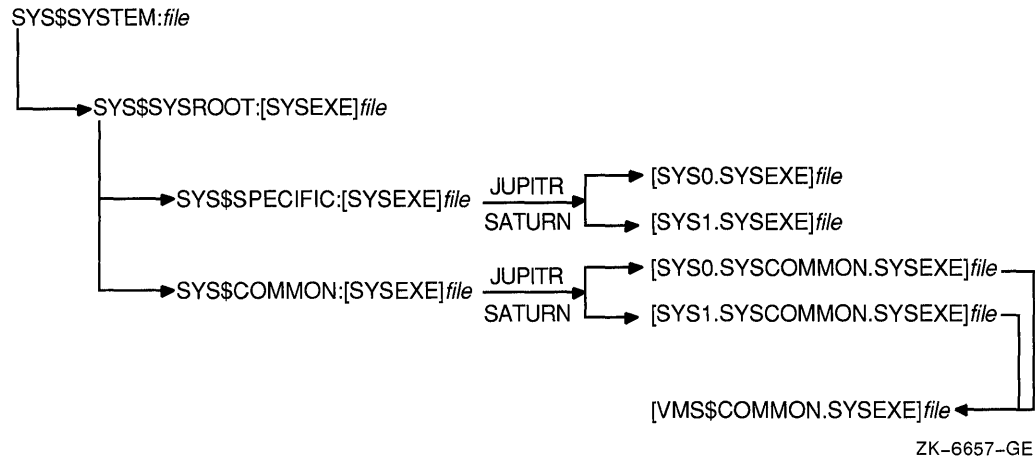 SYS$SYSTEM:file
SYS$SYSROOT:[SYSEXE]file
SYS$SPECIFIC:[SYSEXE]file
JUPITR
SATURN
[SYS0.SYSEXE]file
[SYS1.SYSEXE]file
SYS$COMMON:[SYSEXE]file
JUPITR
SATURN
[SYS0.SYSCOMMON.SYSEXE]file
[SYS1.SYSCOMMON.SYSEXE]file
[VMS$COMMON.SYSEXE]file
ZK-6657-GE